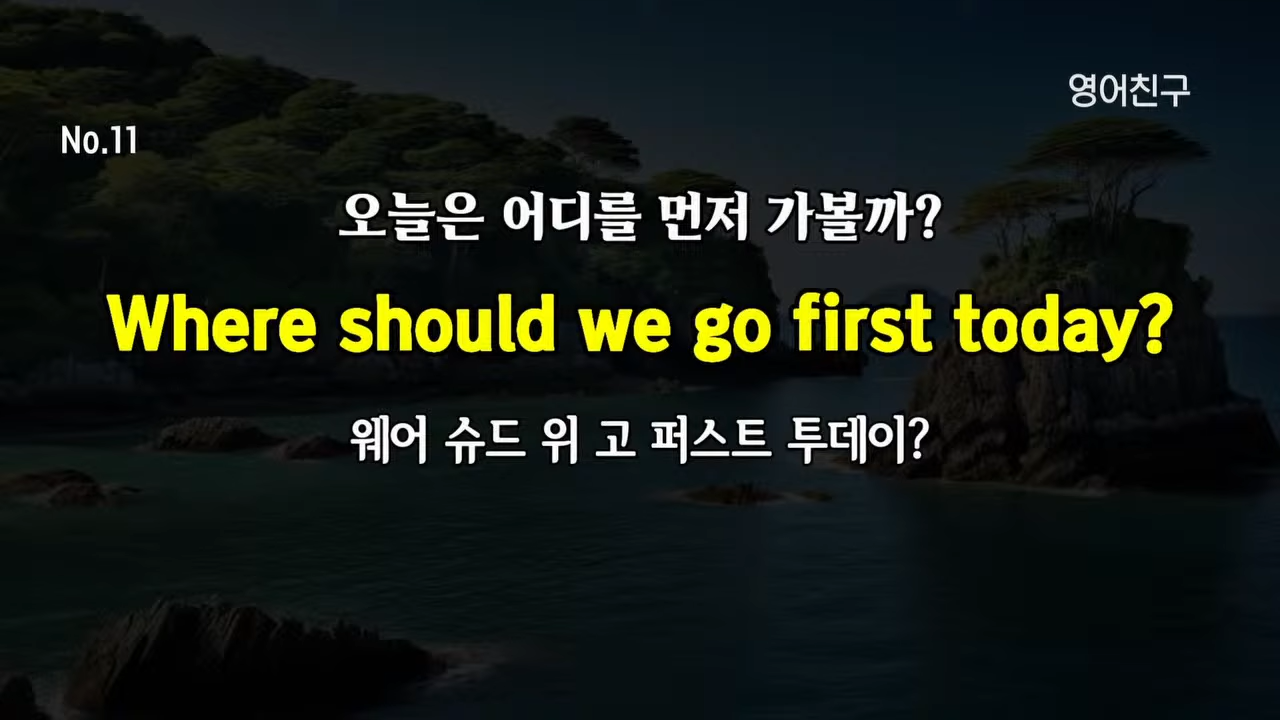 영어친구
No.11
오늘은 어디를 먼저 가볼까?
Where should we go first today?
웨어 슈드 위 고 퍼스트 투데이?